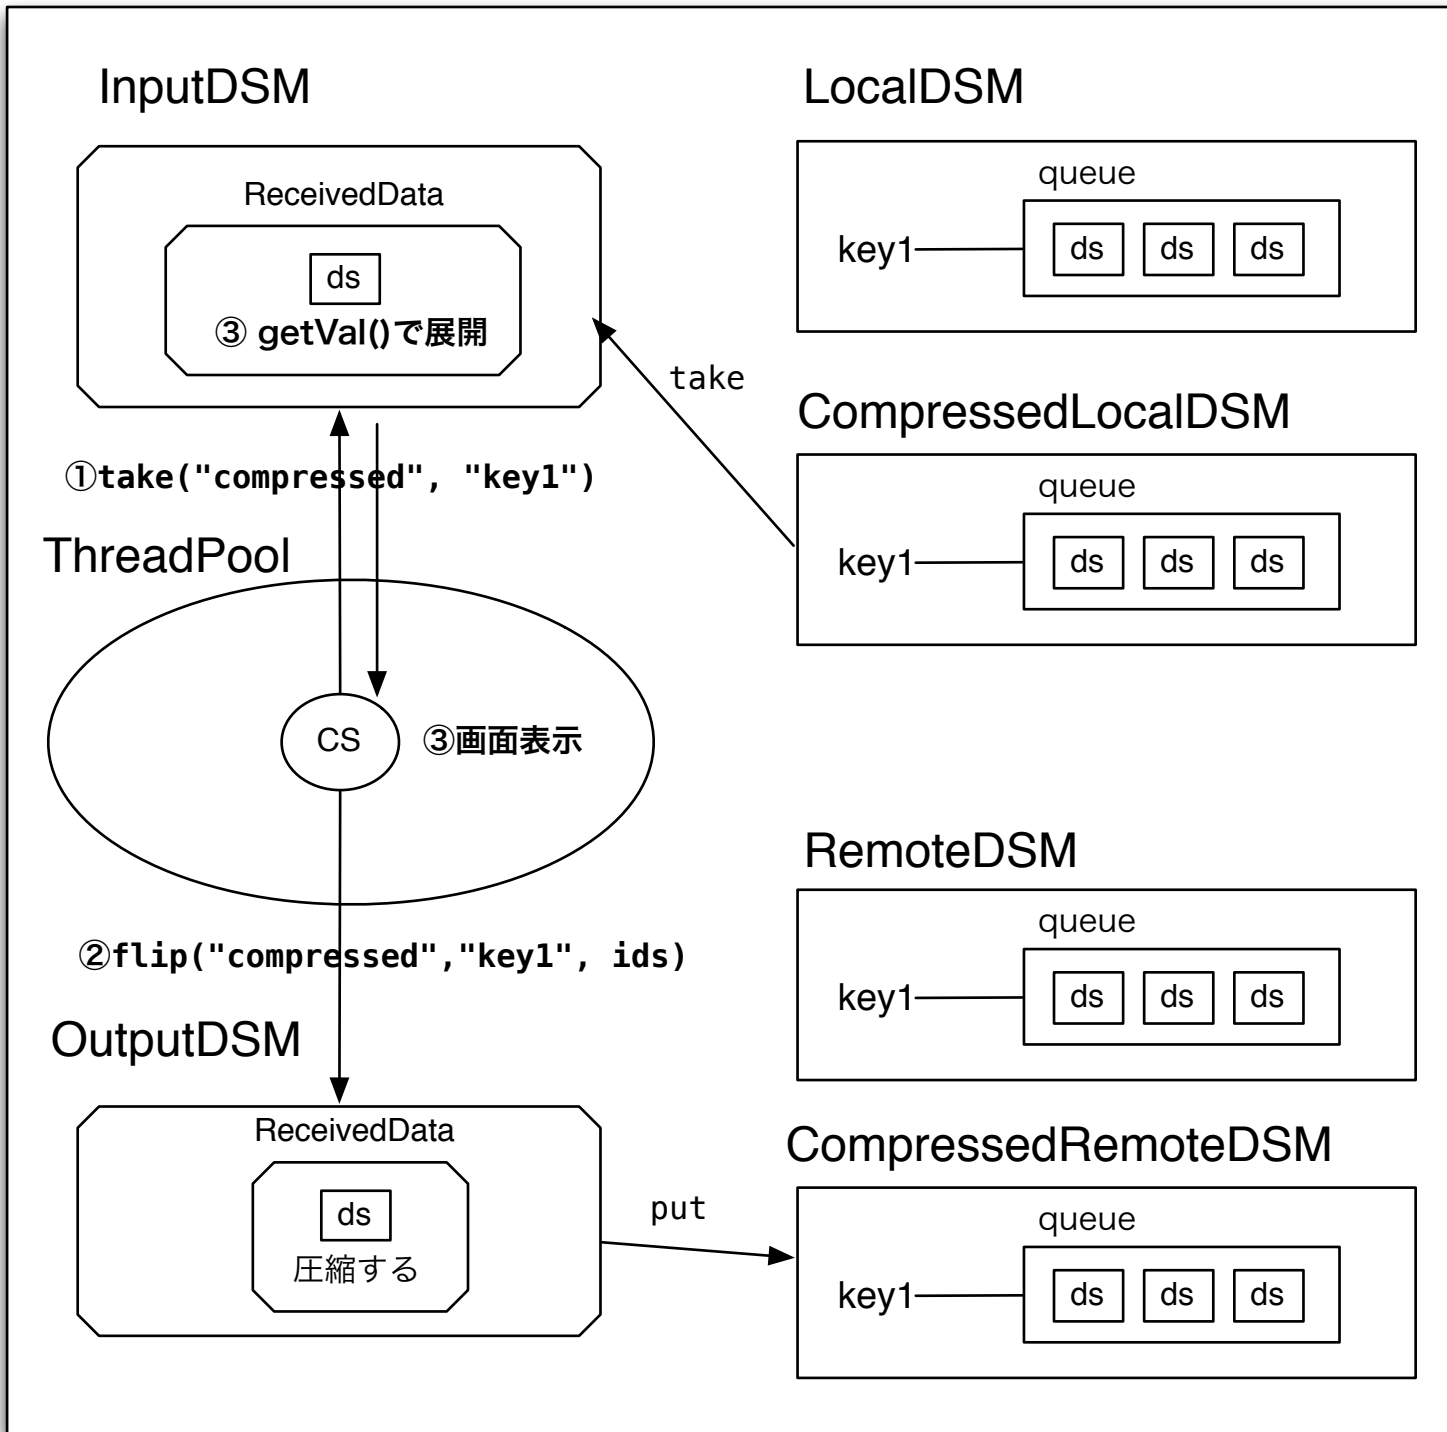 InputDSM
ReceivedData
ds
③ getVal()で展開
①take("compressed", "key1")
ThreadPool
CS
③画面表示
②flip("compressed","key1", ids)
OutputDSM
ReceivedData
ds
圧縮する
LocalDSM
queue
key1
ds ds ds
take
CompressedLocalDSM
queue
key1
ds ds ds
RemoteDSM
queue
key1
ds ds ds
put
CompressedRemoteDSM
queue
key1
ds ds ds